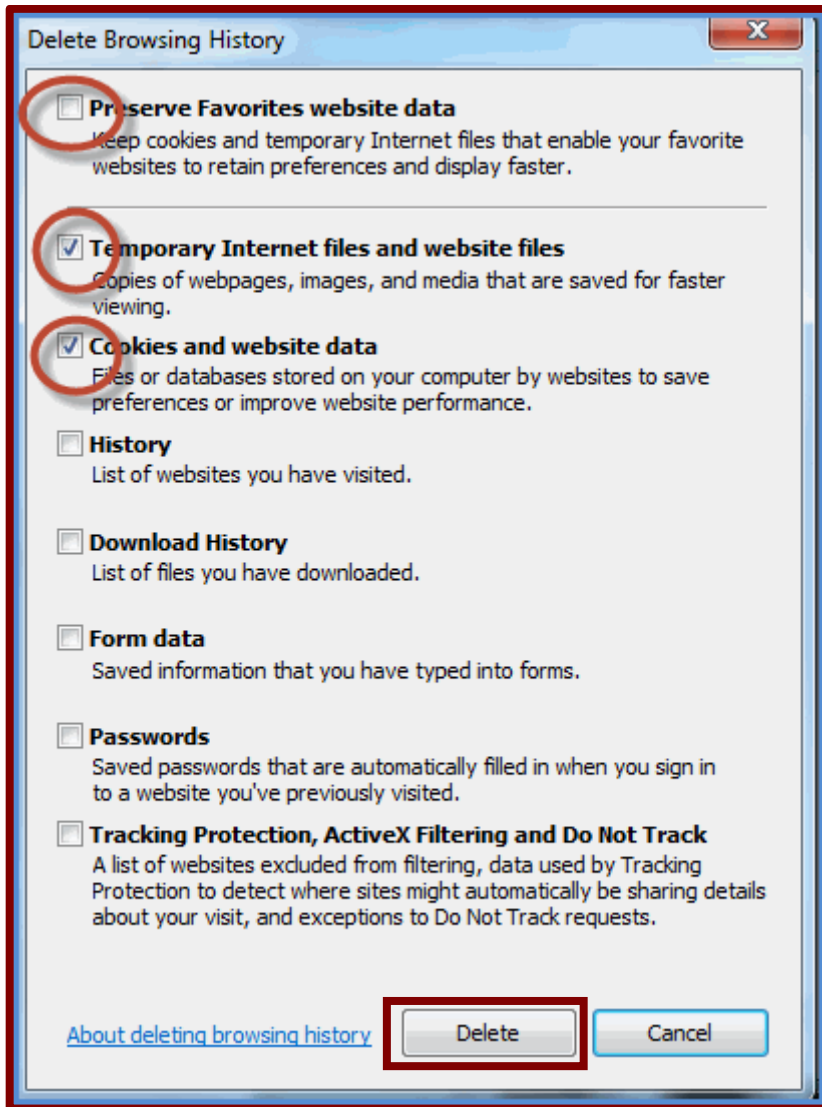 Delete Browsing History
Preserve Favorites website data
Keep cookies and temporary Internet files that enable your favorite
websites to retain preferences and display faster.
Temporary Internet files and website files
Copies of webpages, images, and media that are saved for faster
viewing.
Cookies and website data
Files or databases stored on your computer by websites to save
preferences or improve website performance.
History
List of websites you have visited.
Download History
List of files you have downloaded.
Form data
Saved information that you have typed into forms.
Passwords
Saved passwords that are automatically filled in when you sign in
to a website you've previously visited.
Tracking Protection, ActiveX Filtering and Do Not Track
A list of websites excluded from filtering, data used by Tracking
Protection to detect where sites might automatically be sharing details
about your visit, and exceptions to Do Not Track requests.
About deleting browsing history Delete Cancel